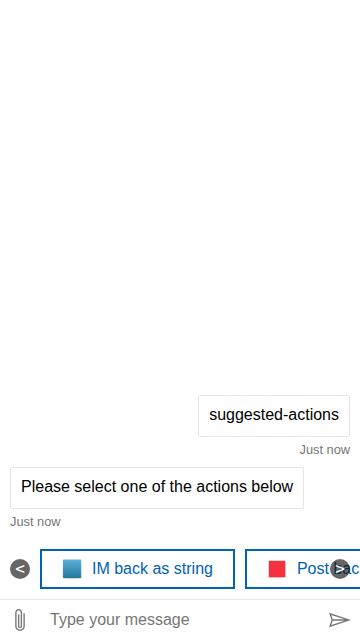 suggested-actions
Just now
Please select one of the actions below
Just now
< IM back as string Post >
Type your message